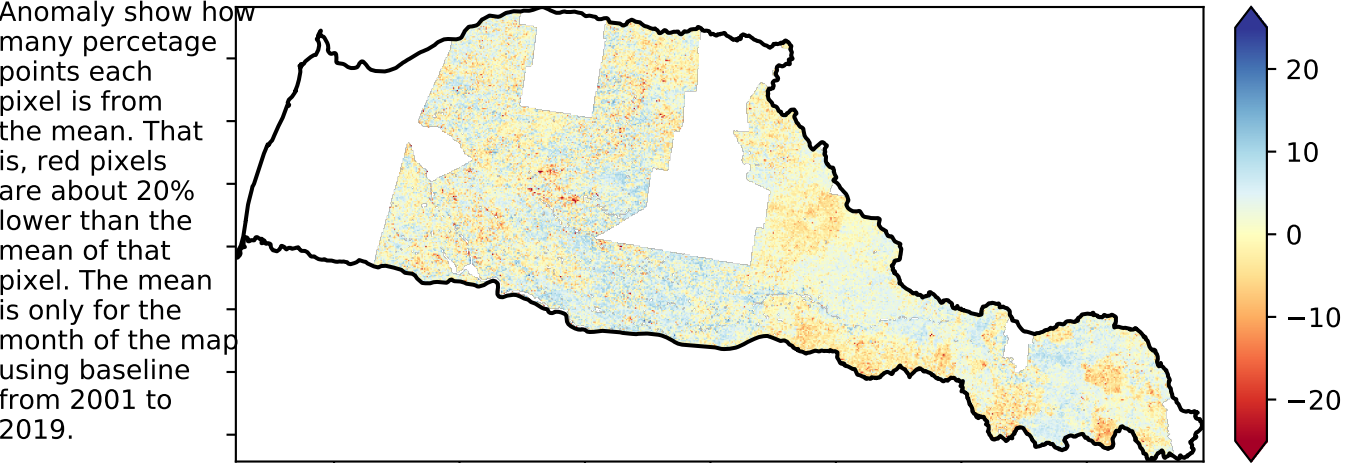 Anomaly show how
many percetage
points each
pixel is from
the mean. That
is, red pixels
are about 20%
lower than the
mean of that
pixel. The mean
is only for the
month of the map
using baseline
from 2001 to
2019.
20
10
0
−10
−20